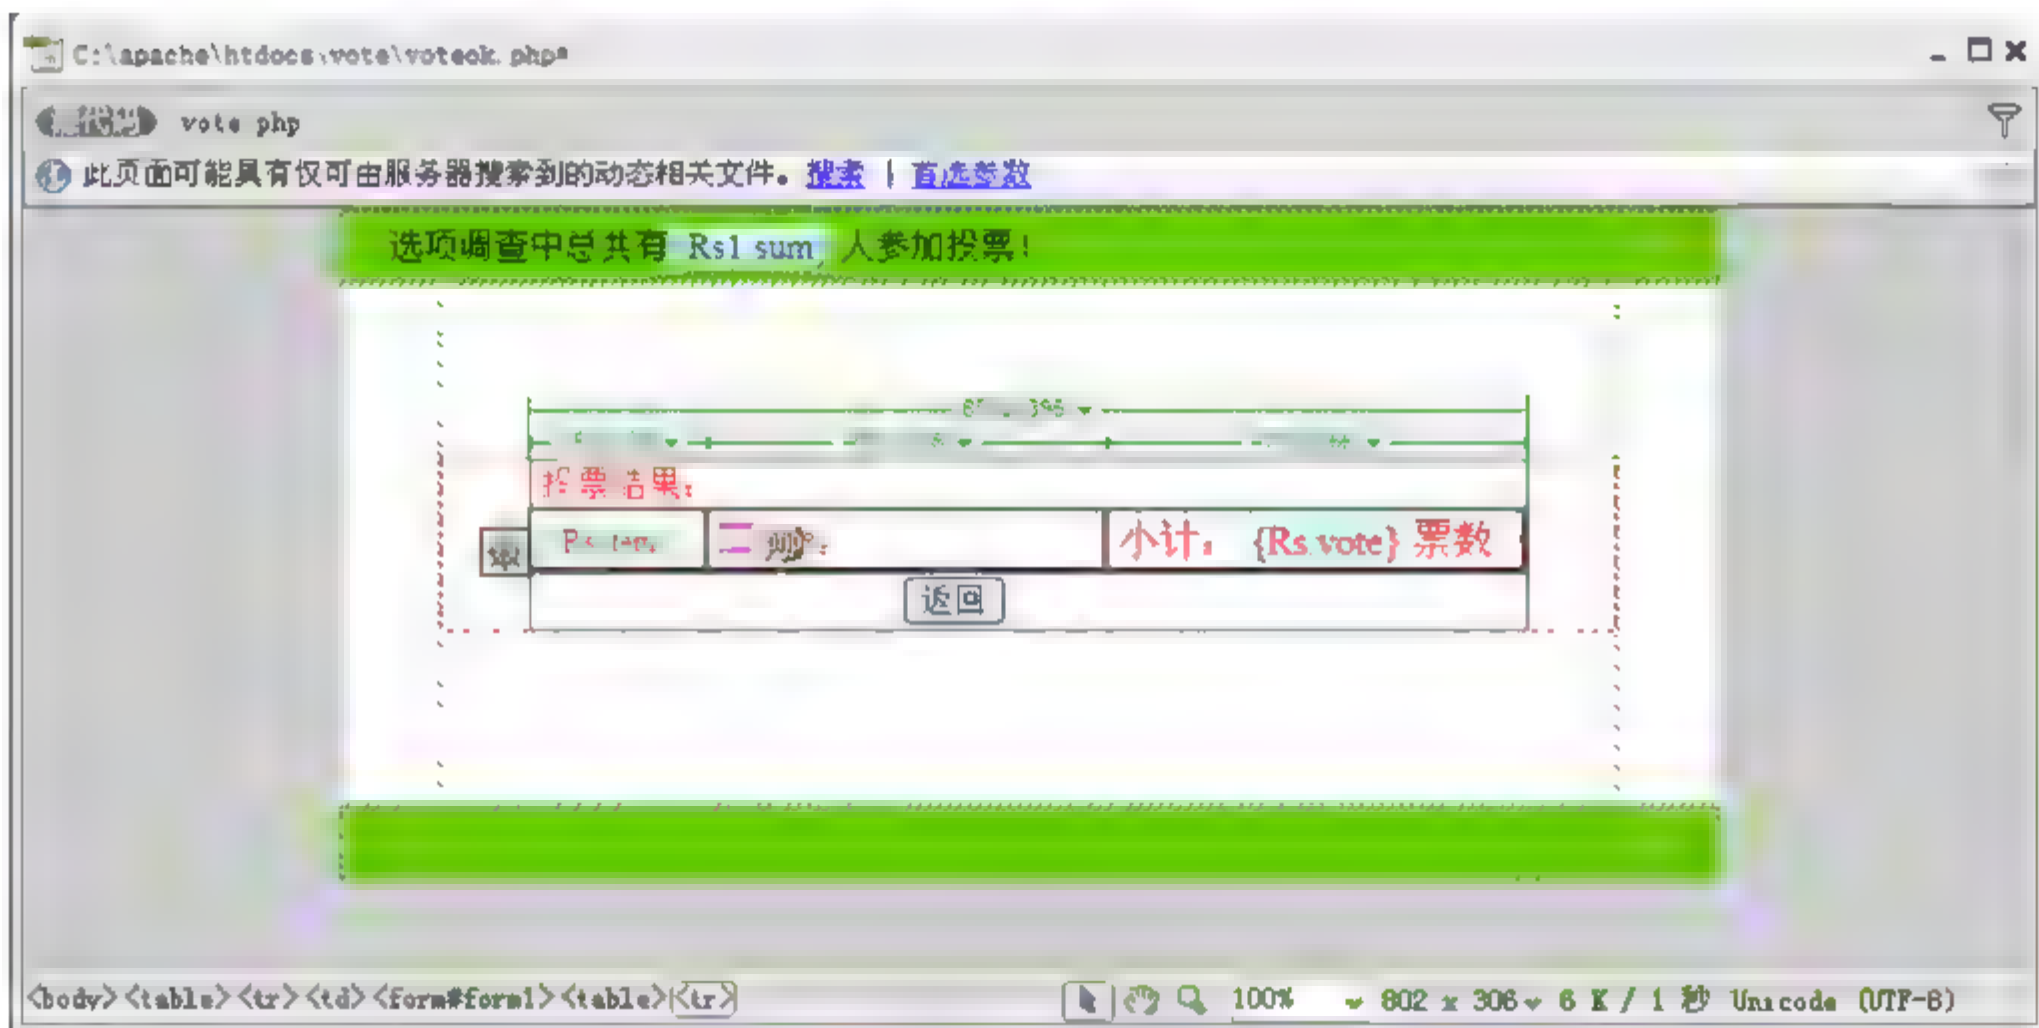 C:\apache\htdocs\vote\voteok.php*
源代码 vote.php
此页面可能具有仅可由服务器搜索到的动态相关文件。搜索 | 首选参数
选项调查中总共有 Rs1.sum 人参加投票!
投票结果:
小计: {Rs.vote} 票数
返回
<body><table><tr><td><form#form1><table><tr> 100% 802 x 306 6 K / 1 秒 Unicode (UTF-8)